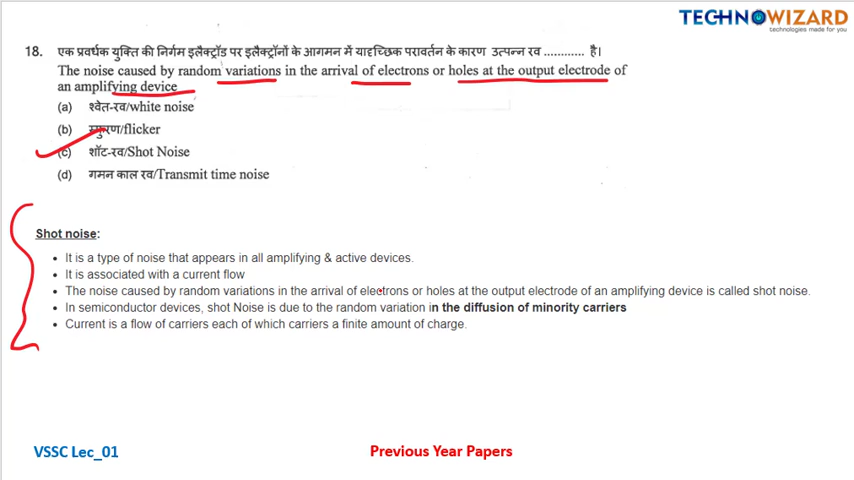 TECHNOWIZARD
technologies made for you
18. एक प्रवर्धक युक्ति की निर्गम इलैक्ट्रॉड पर इलैक्ट्रॉनों के आगमन में यादृच्छिक परावर्तन के कारण उत्पन्न रव ............ है।
The noise caused by random variations in the arrival of electrons or holes at the output electrode of
an amplifying device
(a) श्वेत-रव/white noise
(b) स्फुरण/flicker
(c) शॉट-रव/Shot Noise
(d) गमन काल रव/Transmit time noise
Shot noise:
• It is a type of noise that appears in all amplifying & active devices.
• It is associated with a current flow
• The noise caused by random variations in the arrival of electrons or holes at the output electrode of an amplifying device is called shot noise.
• In semiconductor devices, shot Noise is due to the random variation in the diffusion of minority carriers
• Current is a flow of carriers each of which carriers a finite amount of charge.
VSSC Lec_01
Previous Year Papers